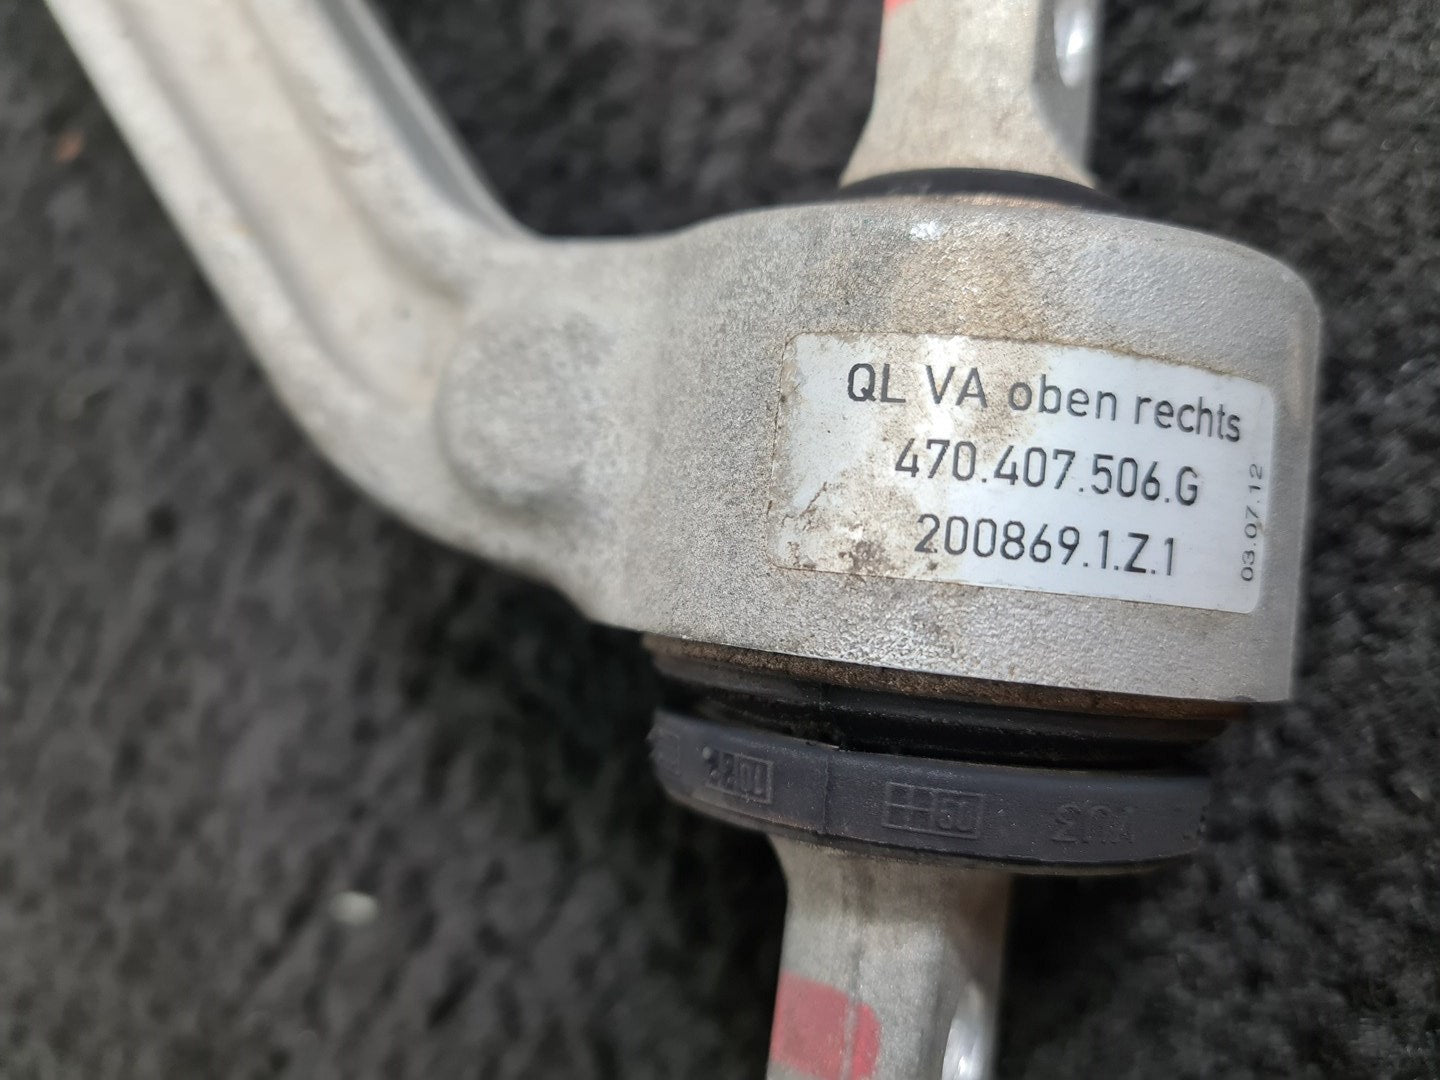 QL VA oben rechts
470.407.506.G
200869.1.Z.1
03.07.12